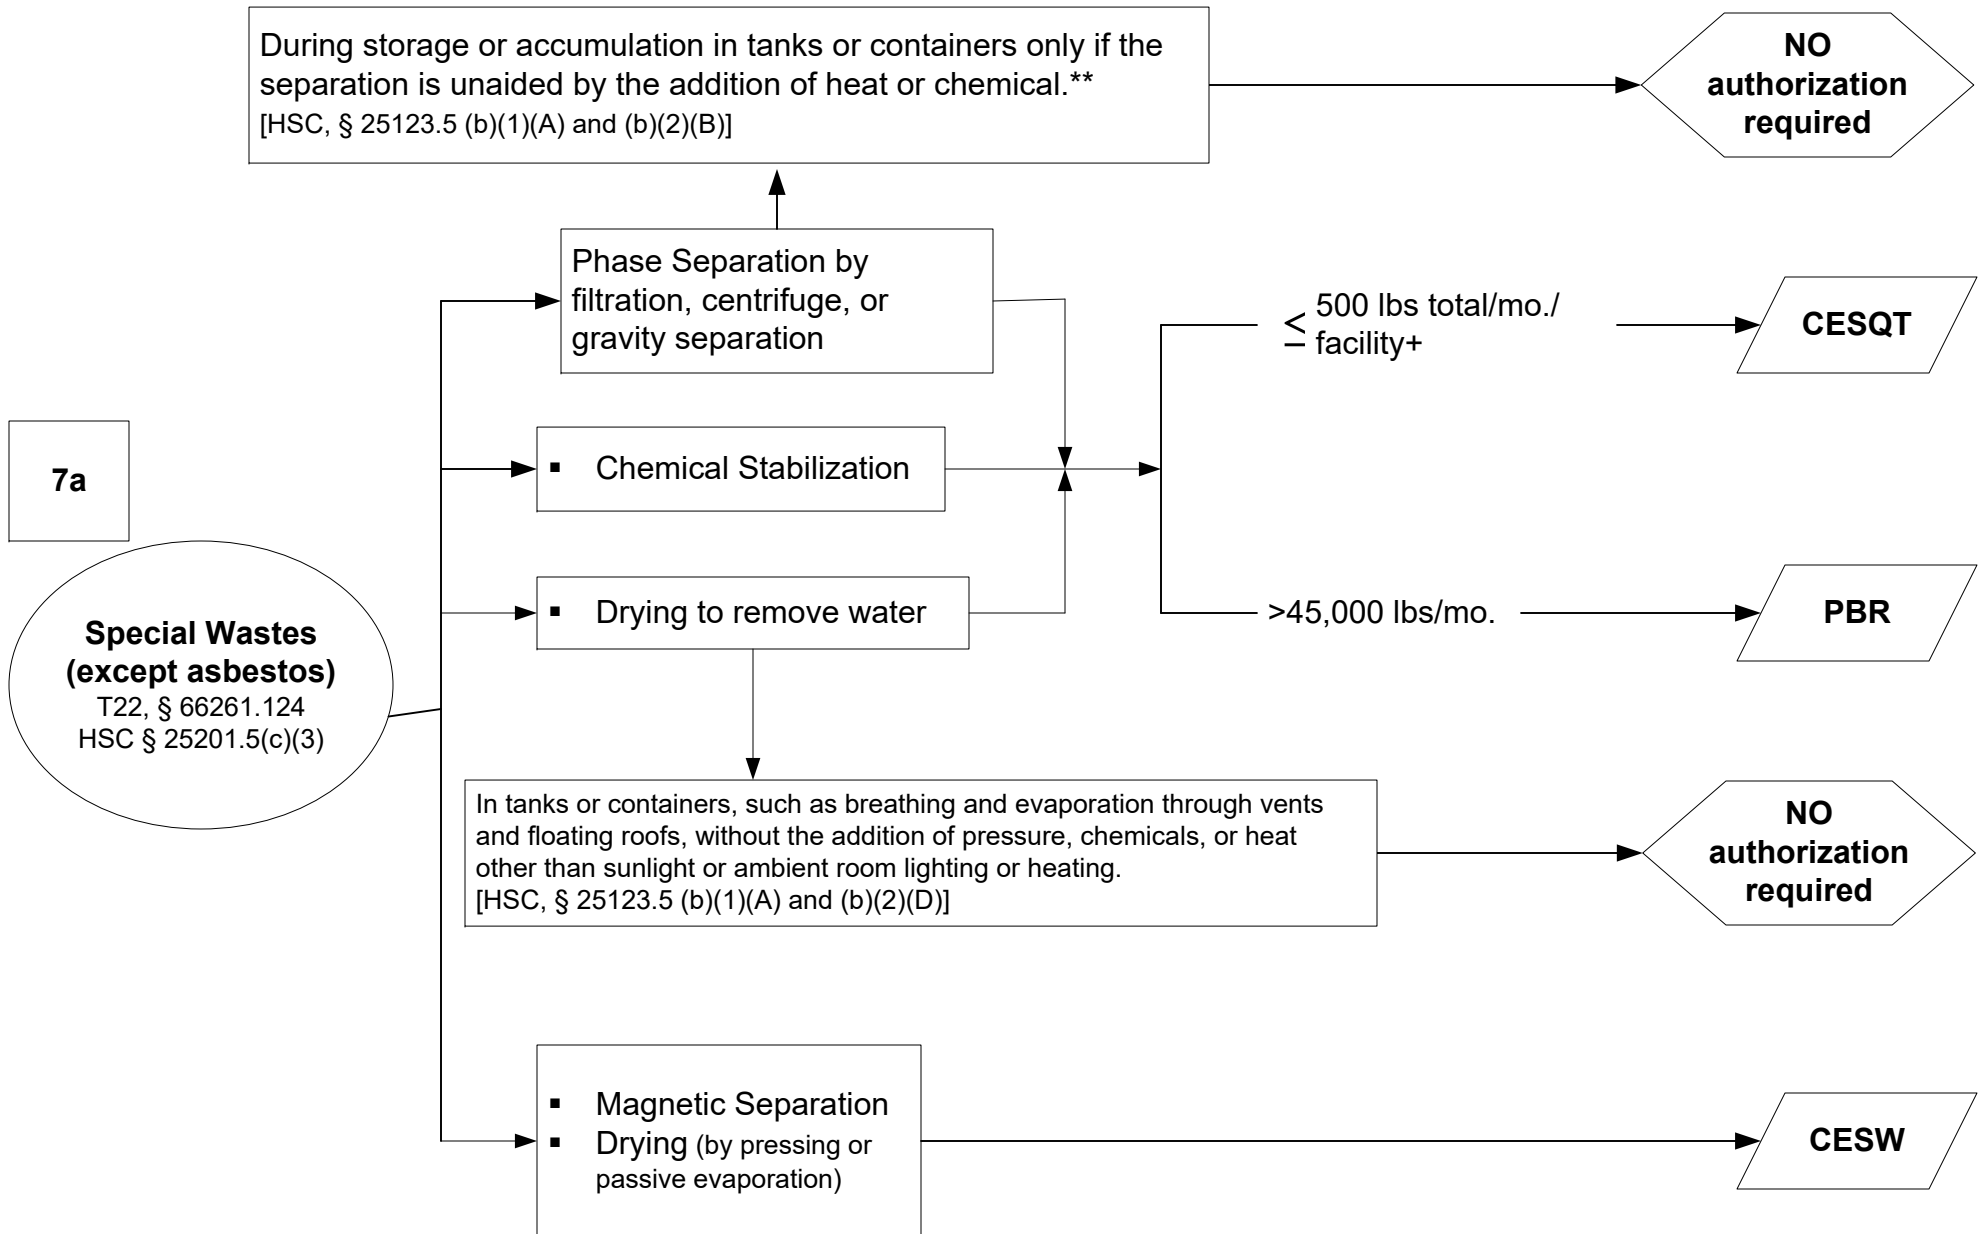 During storage or accumulation in tanks or containers only if the
separation is unaided by the addition of heat or chemical.**
[HSC, § 25123.5 (b)(1)(A) and (b)(2)(B)]
NO
authorization
required
Phase Separation by
filtration, centrifuge, or
gravity separation
≤ 500 lbs total/mo./
facility+
CESQT
7a
▪ Chemical Stabilization
▪ Drying to remove water
>45,000 lbs/mo.
PBR
Special Wastes
(except asbestos)
T22, § 66261.124
HSC § 25201.5(c)(3)
In tanks or containers, such as breathing and evaporation through vents
and floating roofs, without the addition of pressure, chemicals, or heat
other than sunlight or ambient room lighting or heating.
[HSC, § 25123.5 (b)(1)(A) and (b)(2)(D)]
NO
authorization
required
▪ Magnetic Separation
▪ Drying (by pressing or
passive evaporation)
CESW